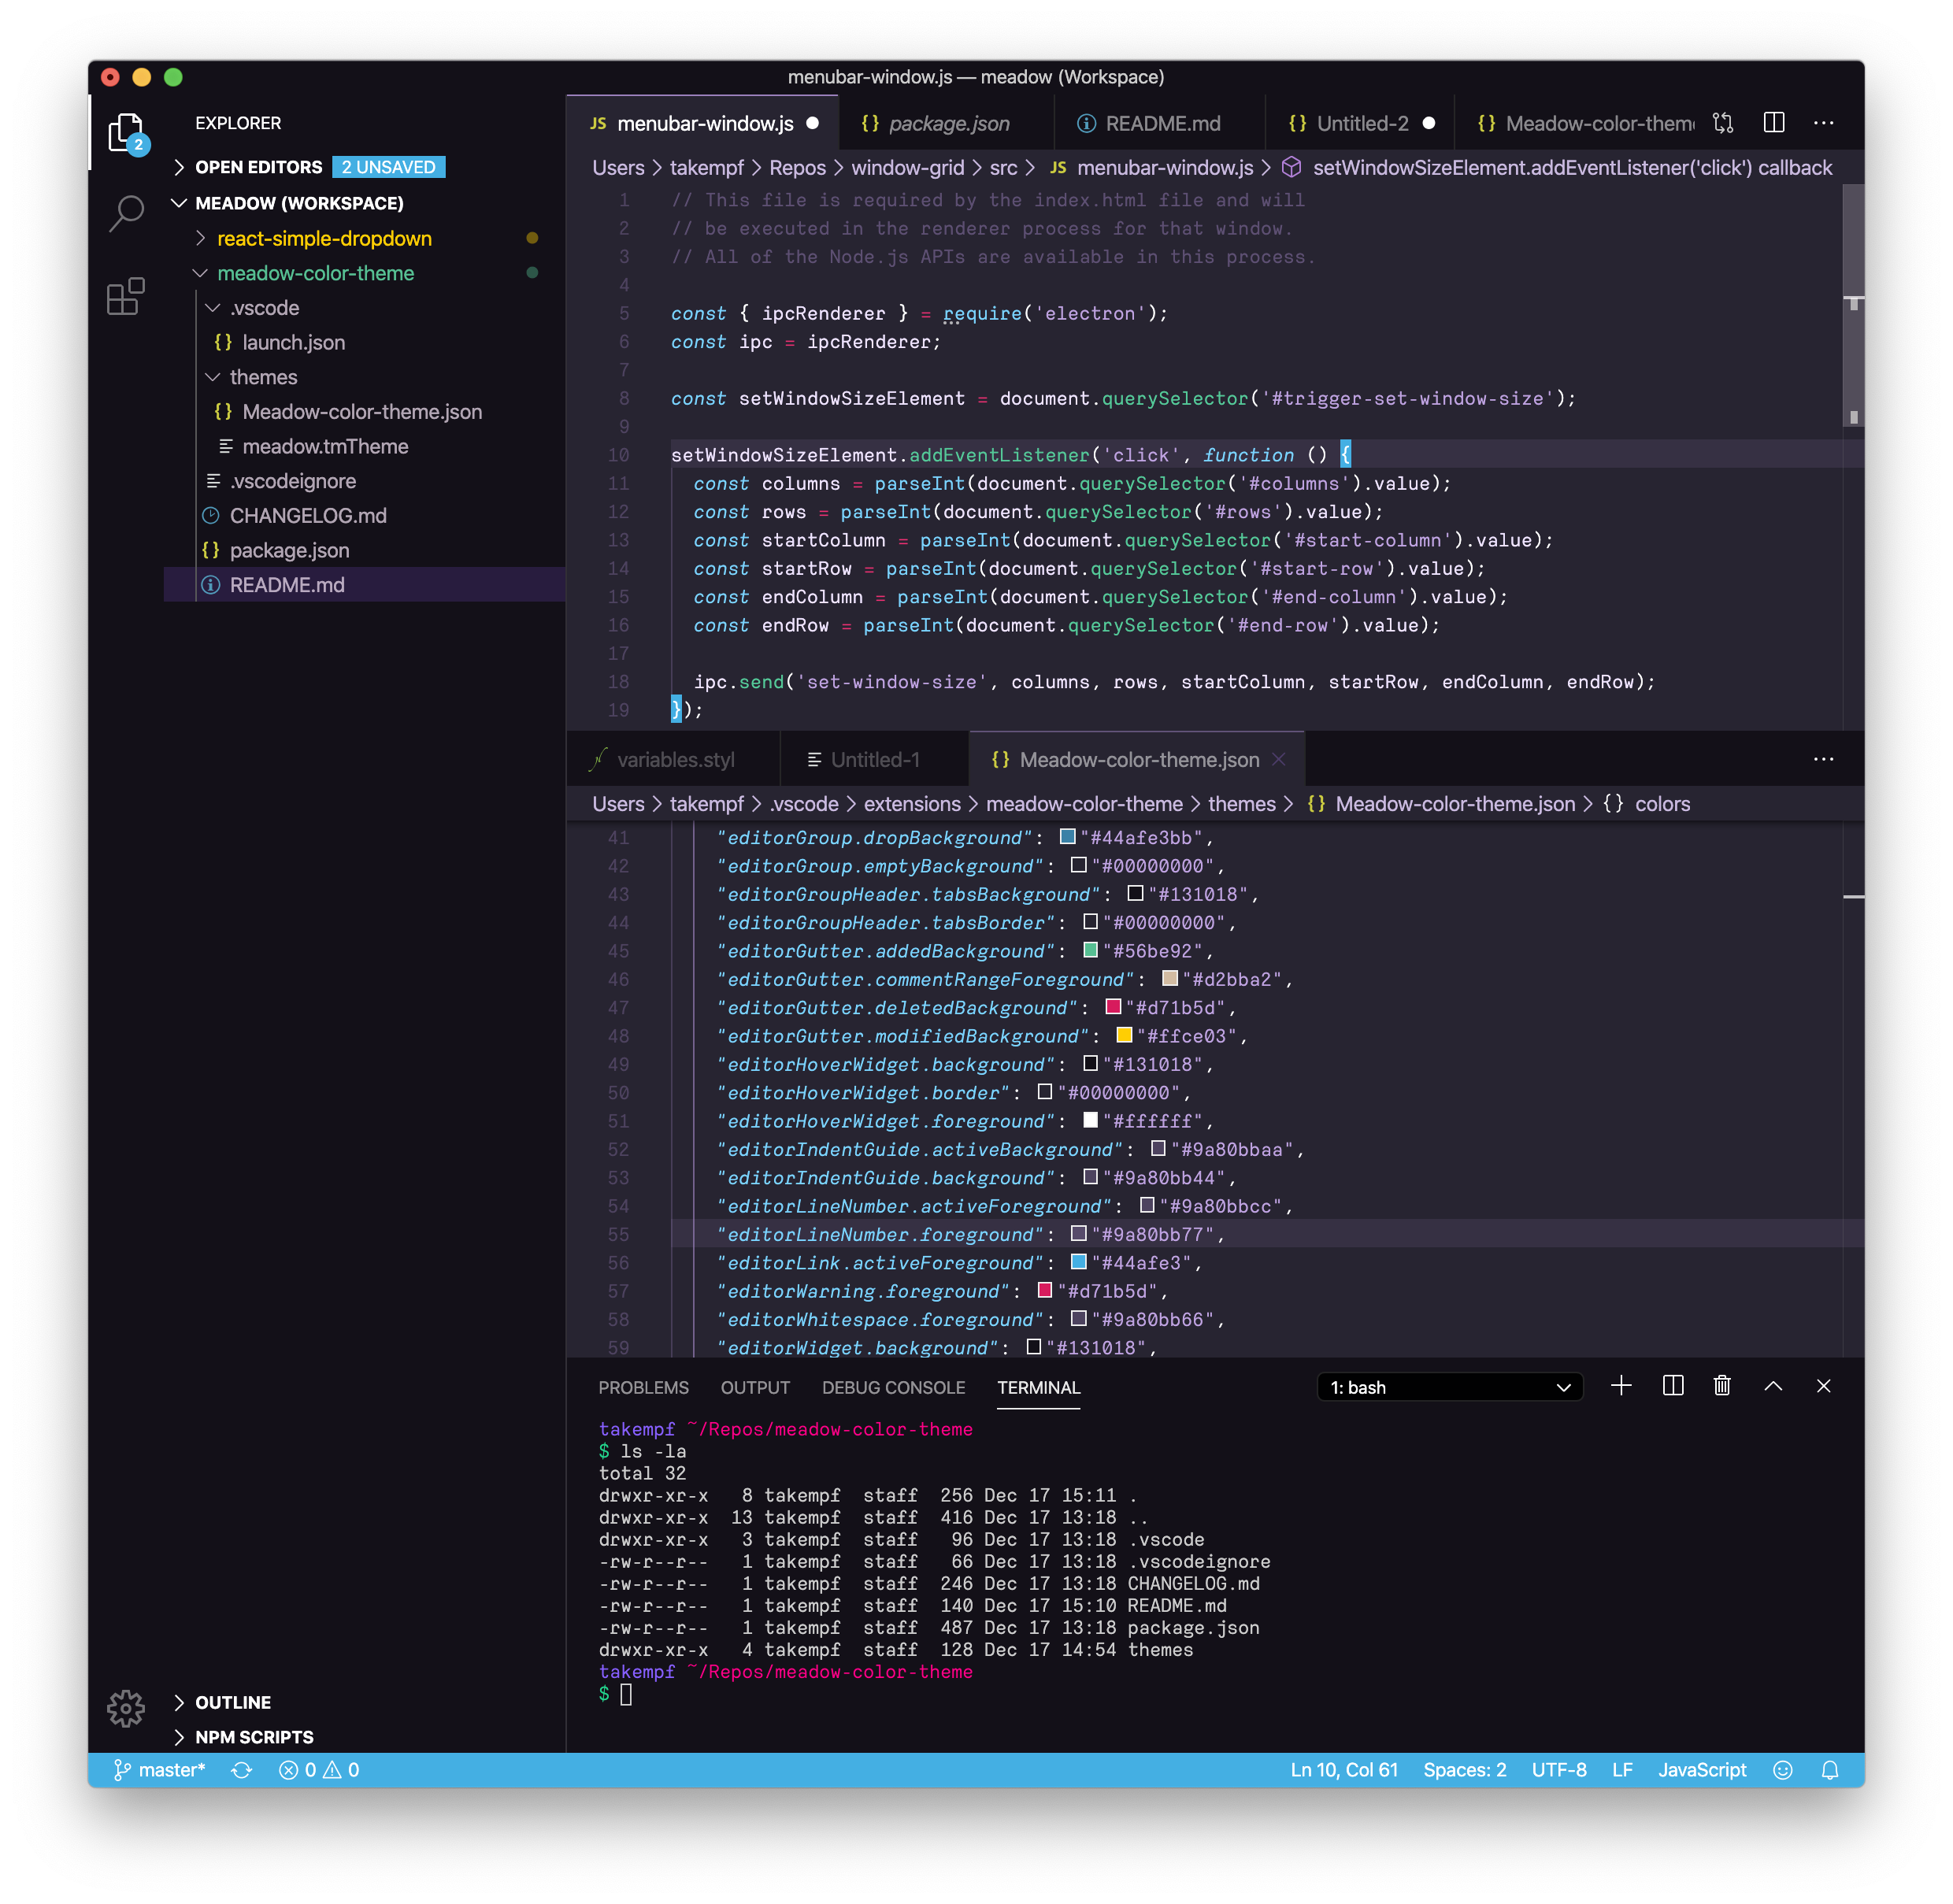 menubar-window.js — meadow (Workspace)
2
EXPLORER
OPEN EDITORS 2 UNSAVED
MEADOW (WORKSPACE)
react-simple-dropdown
meadow-color-theme
.vscode
{} launch.json
themes
{} Meadow-color-theme.json
meadow.tmTheme
.vscodeignore
CHANGELOG.md
{} package.json
README.md
OUTLINE
NPM SCRIPTS
JS menubar-window.js
{} package.json
README.md
{} Untitled-2
{} Meadow-color-them
Users > takempf > Repos > window-grid > src > JS menubar-window.js > setWindowSizeElement.addEventListener('click') callback
1 // This file is required by the index.html file and will
2 // be executed in the renderer process for that window.
3 // All of the Node.js APIs are available in this process.
4
5 const { ipcRenderer } = require('electron');
6 const ipc = ipcRenderer;
7
8 const setWindowSizeElement = document.querySelector('#trigger-set-window-size');
9
10 setWindowSizeElement.addEventListener('click', function () {
11 const columns = parseInt(document.querySelector('#columns').value);
12 const rows = parseInt(document.querySelector('#rows').value);
13 const startColumn = parseInt(document.querySelector('#start-column').value);
14 const startRow = parseInt(document.querySelector('#start-row').value);
15 const endColumn = parseInt(document.querySelector('#end-column').value);
16 const endRow = parseInt(document.querySelector('#end-row').value);
17
18 ipc.send('set-window-size', columns, rows, startColumn, startRow, endColumn, endRow);
19 });
variables.styl
Untitled-1
{} Meadow-color-theme.json
Users > takempf > .vscode > extensions > meadow-color-theme > themes > {} Meadow-color-theme.json > {} colors
41 "editorGroup.dropBackground": "#44afe3bb",
42 "editorGroup.emptyBackground": "#00000000",
43 "editorGroupHeader.tabsBackground": "#131018",
44 "editorGroupHeader.tabsBorder": "#00000000",
45 "editorGutter.addedBackground": "#56be92",
46 "editorGutter.commentRangeForeground": "#d2bba2",
47 "editorGutter.deletedBackground": "#d71b5d",
48 "editorGutter.modifiedBackground": "#ffce03",
49 "editorHoverWidget.background": "#131018",
50 "editorHoverWidget.border": "#00000000",
51 "editorHoverWidget.foreground": "#ffffff",
52 "editorIndentGuide.activeBackground": "#9a80bbaa",
53 "editorIndentGuide.background": "#9a80bb44",
54 "editorLineNumber.activeForeground": "#9a80bbcc",
55 "editorLineNumber.foreground": "#9a80bb77",
56 "editorLink.activeForeground": "#44afe3",
57 "editorWarning.foreground": "#d71b5d",
58 "editorWhitespace.foreground": "#9a80bb66",
59 "editorWidget.background": "#131018",
PROBLEMS OUTPUT DEBUG CONSOLE TERMINAL 1: bash
takempf ~/Repos/meadow-color-theme
$ ls -la
total 32
drwxr-xr-x 8 takempf staff 256 Dec 17 15:11 .
drwxr-xr-x 13 takempf staff 416 Dec 17 13:18 ..
drwxr-xr-x 3 takempf staff 96 Dec 17 13:18 .vscode
-rw-r--r-- 1 takempf staff 66 Dec 17 13:18 .vscodeignore
-rw-r--r-- 1 takempf staff 246 Dec 17 13:18 CHANGELOG.md
-rw-r--r-- 1 takempf staff 140 Dec 17 15:10 README.md
-rw-r--r-- 1 takempf staff 487 Dec 17 13:18 package.json
drwxr-xr-x 4 takempf staff 128 Dec 17 14:54 themes
takempf ~/Repos/meadow-color-theme
$
master* 0 0 Ln 10, Col 61 Spaces: 2 UTF-8 LF JavaScript